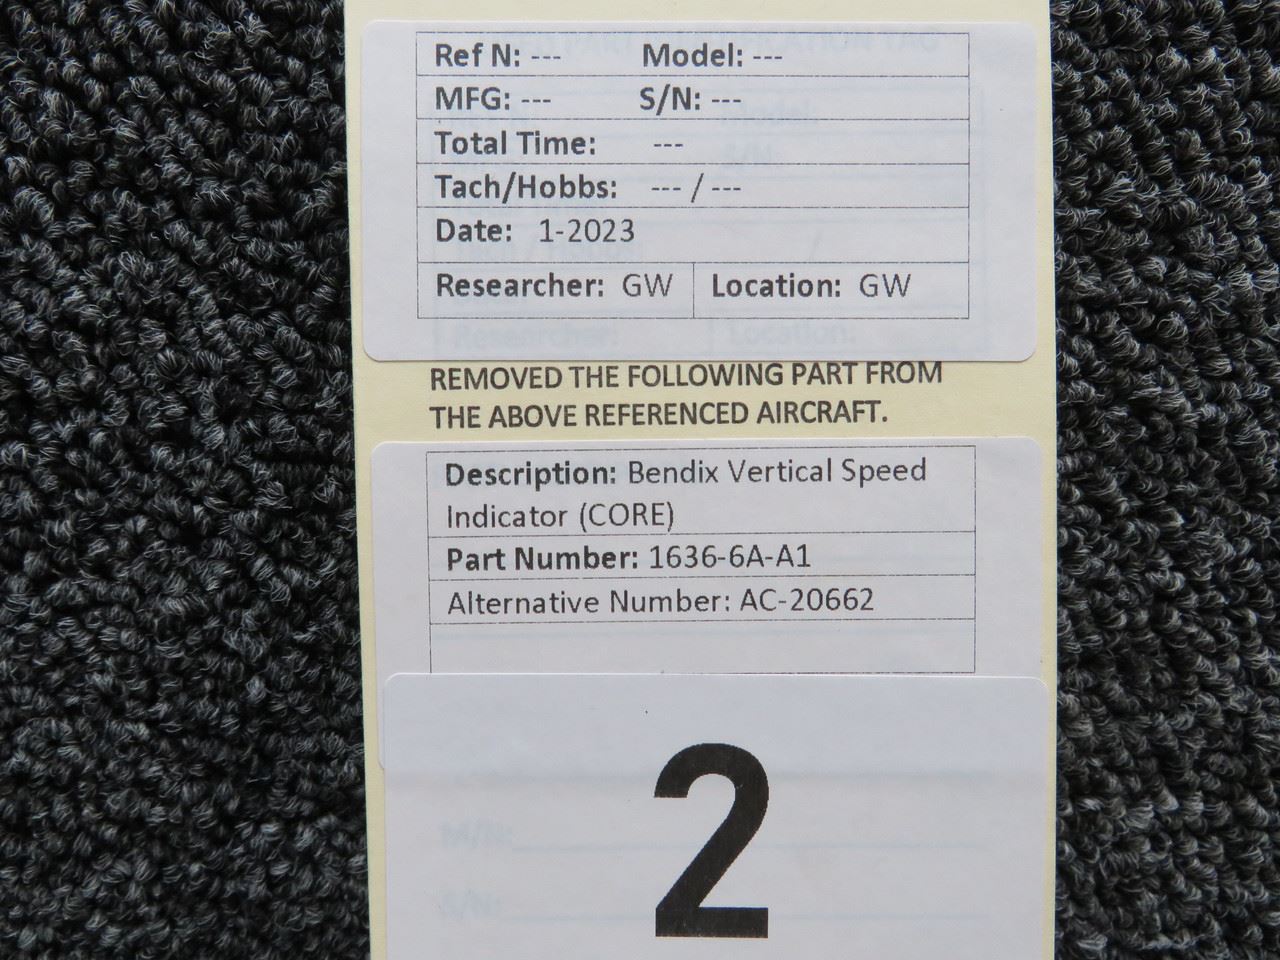 Ref N: --- Model: ---
MFG: --- S/N: ---
Total Time: ---
Tach/Hobbs: --- / ---
Date: 1-2023
Researcher: GW Location: GW
REMOVED THE FOLLOWING PART FROM
THE ABOVE REFERENCED AIRCRAFT.
Description: Bendix Vertical Speed
Indicator (CORE)
Part Number: 1636-6A-A1
Alternative Number: AC-20662
2